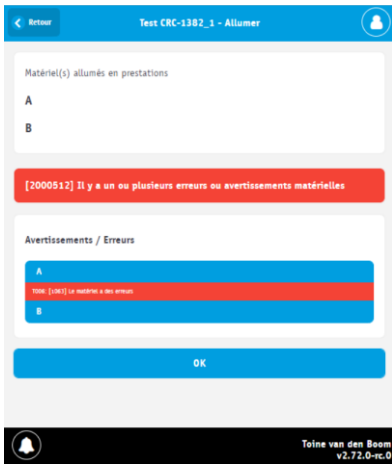 Retour
Test CRC-1382_1 - Allumer
Matériel(s) allumés en prestations
A
B
[2000512] Il y a un ou plusieurs erreurs ou avertissements matérielles
Avertissements / Erreurs
A
TODO: [1083] Le matériel a des erreurs
B
OK
Toine van den Boom
v2.72.0-rc.0